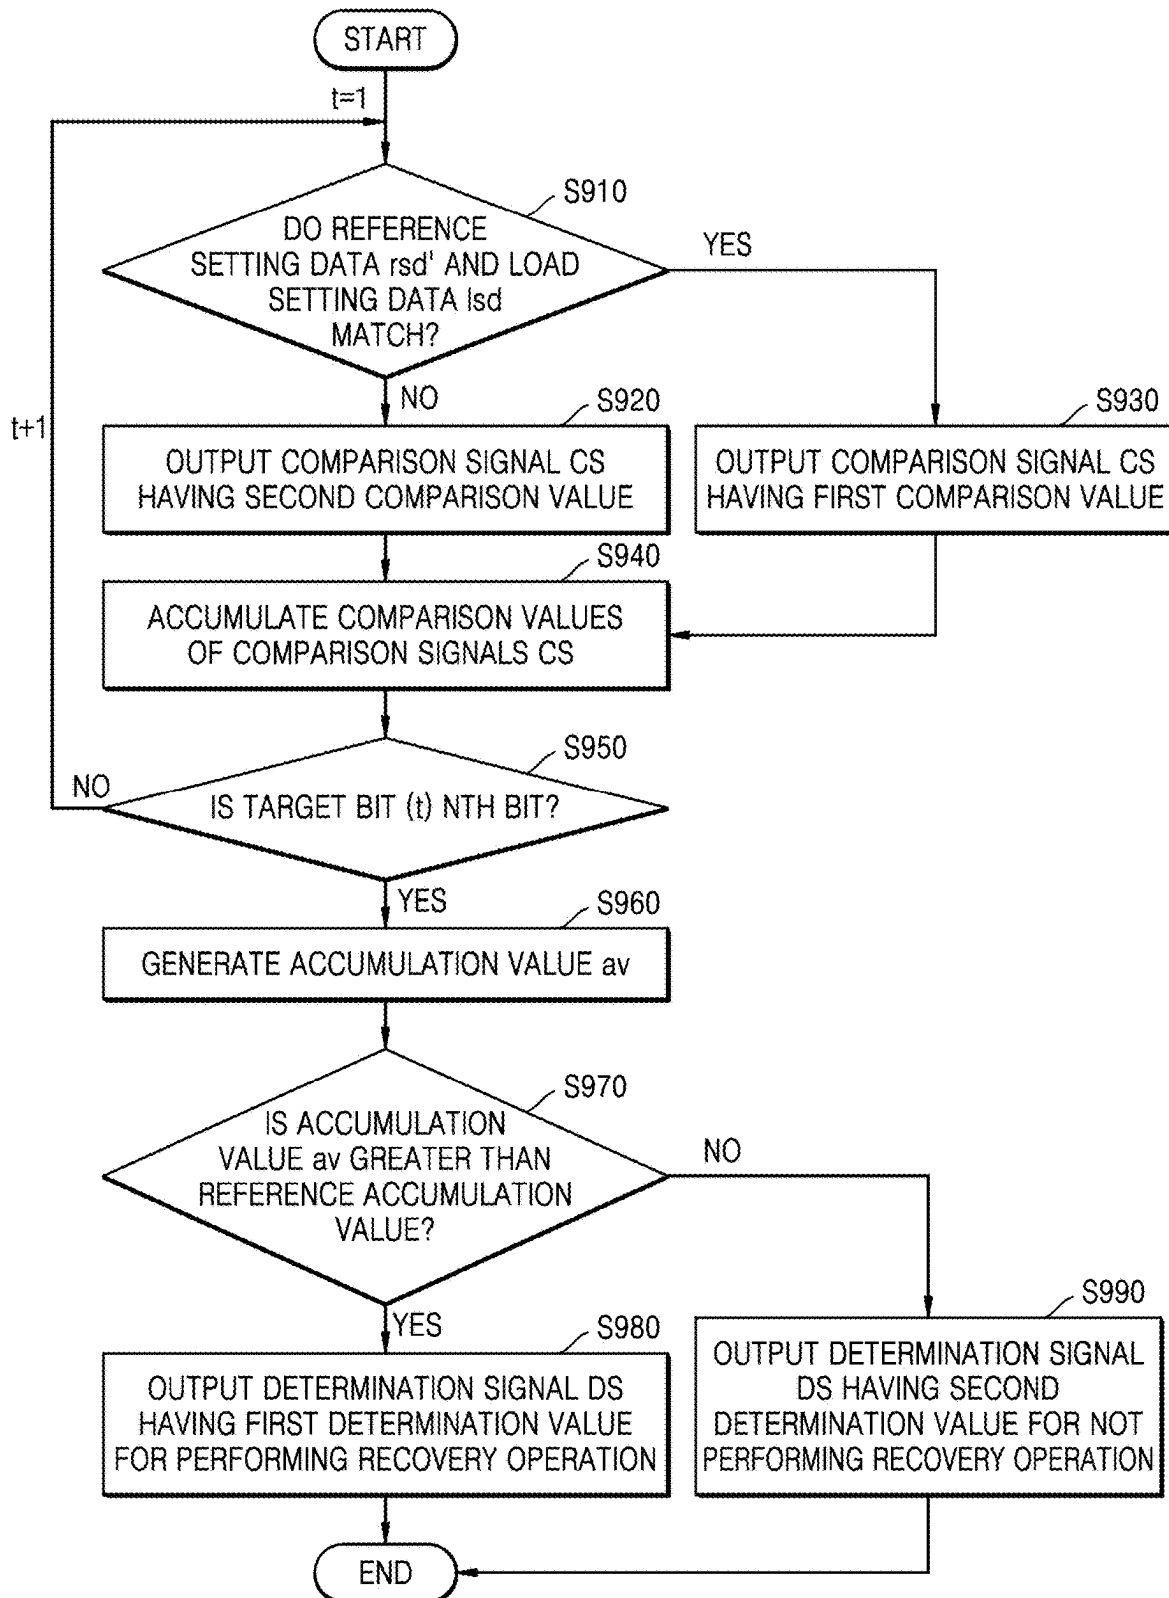 START
t=1
S910
DO REFERENCE
SETTING DATA rsd' AND LOAD
SETTING DATA lsd
MATCH?
YES
NO
t+1
S920
OUTPUT COMPARISON SIGNAL CS
HAVING SECOND COMPARISON VALUE
S930
OUTPUT COMPARISON SIGNAL CS
HAVING FIRST COMPARISON VALUE
S940
ACCUMULATE COMPARISON VALUES
OF COMPARISON SIGNALS CS
S950
NO
IS TARGET BIT (t) NTH BIT?
YES
S960
GENERATE ACCUMULATION VALUE av
S970
IS ACCUMULATION
VALUE av GREATER THAN
REFERENCE ACCUMULATION
VALUE?
NO
YES
S980
OUTPUT DETERMINATION SIGNAL DS
HAVING FIRST DETERMINATION VALUE
FOR PERFORMING RECOVERY OPERATION
S990
OUTPUT DETERMINATION SIGNAL
DS HAVING SECOND
DETERMINATION VALUE FOR NOT
PERFORMING RECOVERY OPERATION
END